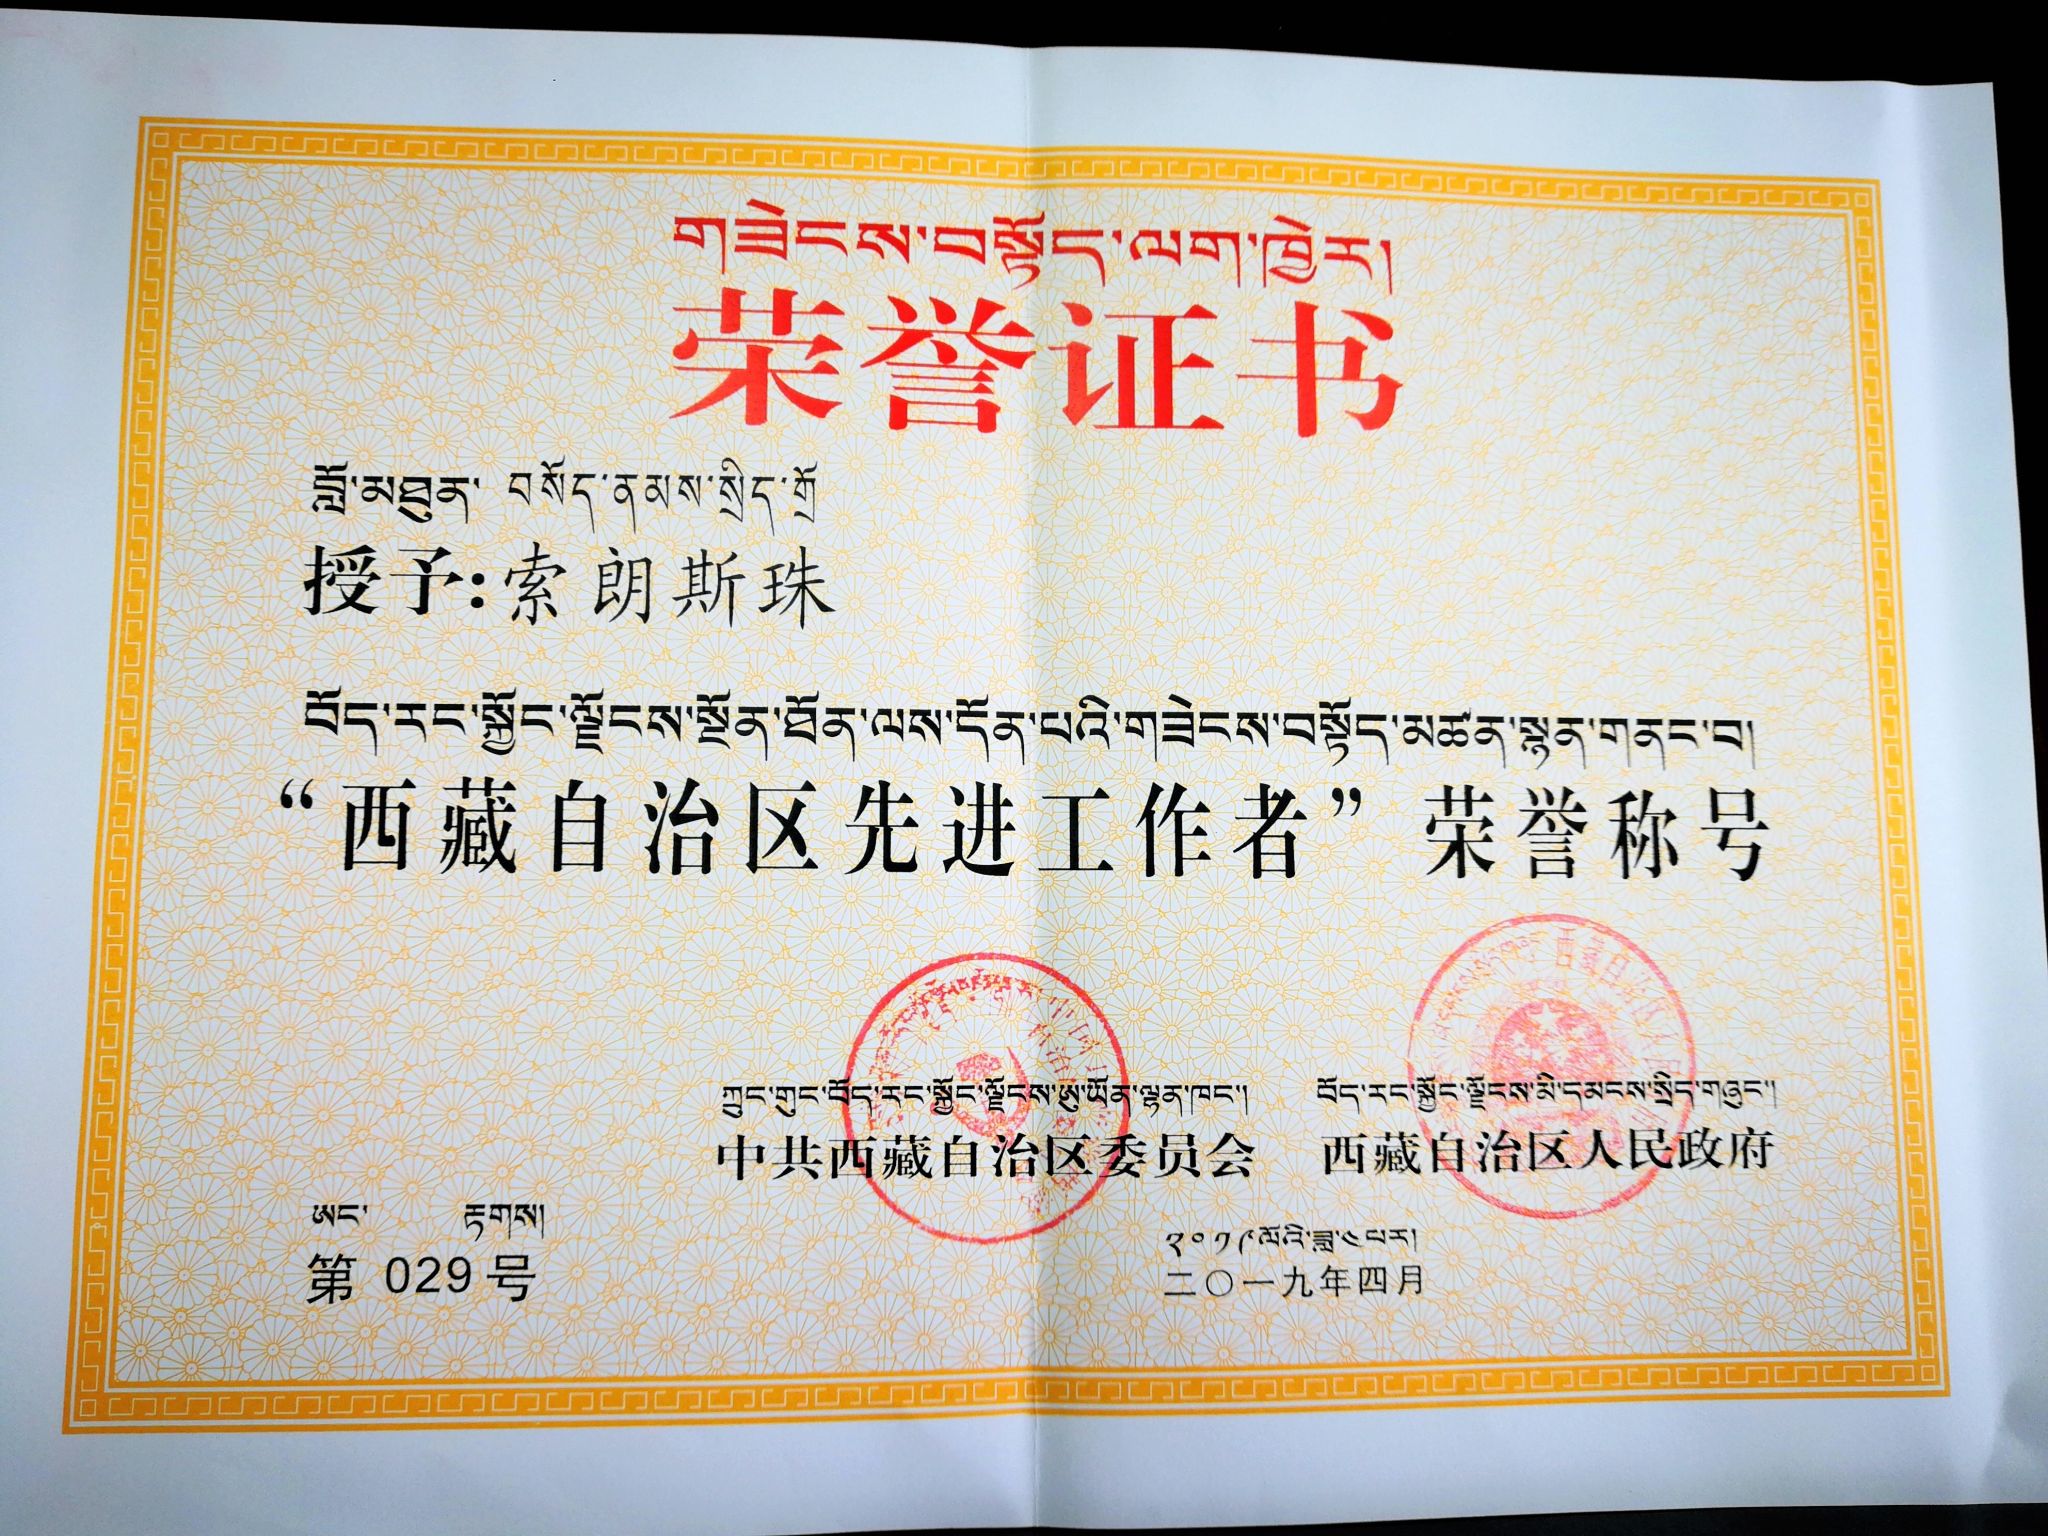 གཟེངས་བསྟོད་ལག་ཁྱེར།
荣誉证书
བློ་མཐུན་ བསོད་ནམས་སྲིད་གྲོ
授予:索朗斯珠
བོད་རང་སྐྱོང་ལྗོངས་སྔོན་ཐོན་ལས་དོན་པའི་གཟེངས་བསྟོད་མཚན་སྙན་གནང་བ།
“西藏自治区先进工作者”荣誉称号
ཀྲུང་གུང་བོད་རང་སྐྱོང་ལྗོངས་ཨུ་ཡོན་ལྷན་ཁང་། བོད་རང་སྐྱོང་ལྗོངས་མི་དམངས་སྲིད་གཞུང་།
中共西藏自治区委员会 西藏自治区人民政府
ཨང་ རྟགས།
第 029 号
༢༠༡༩ལོའི་ཟླ་༤པར།
二〇一九年四月